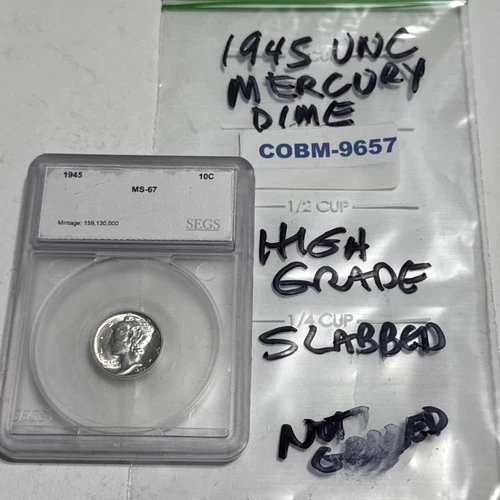 1945 10C
MS-67
Mintage: 159,130,000 SEGS
SEGS
1945 UNC
MERCURY
DIME
COBM-9657
1/2 CUP
HIGH
GRADE
1/4 CUP
SLABBED
NOT